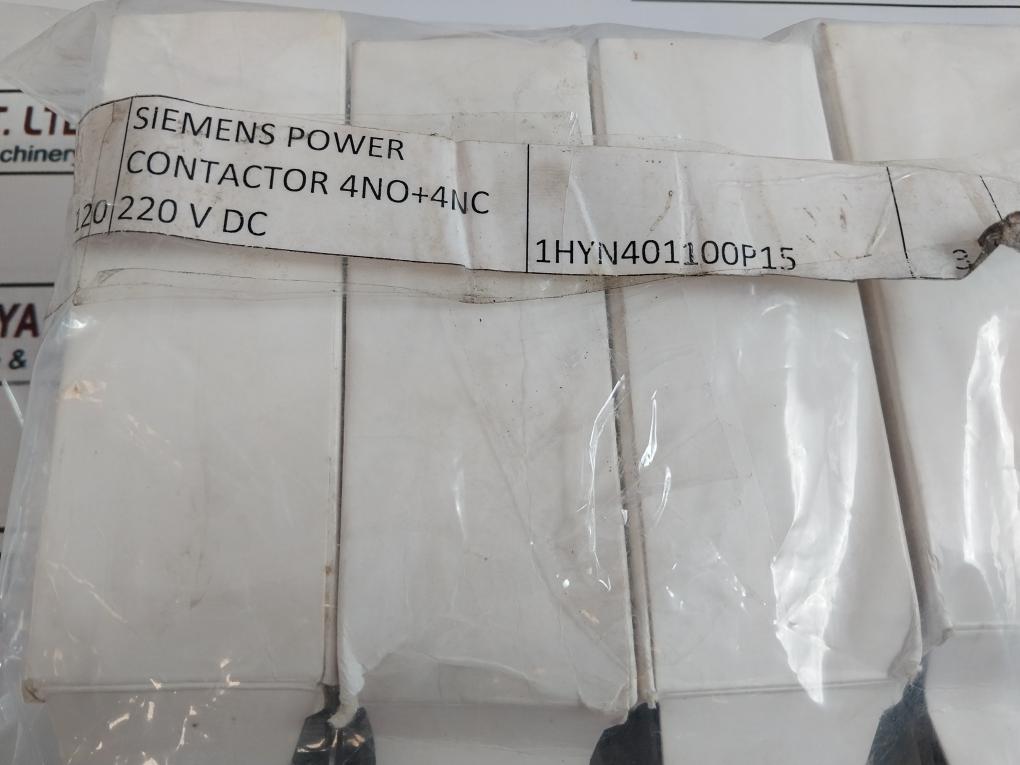 T. LTD
chinery
SIEMENS POWER
CONTACTOR 4NO+4NC
120 220 V DC
1HYN401100P15
3
YA
&